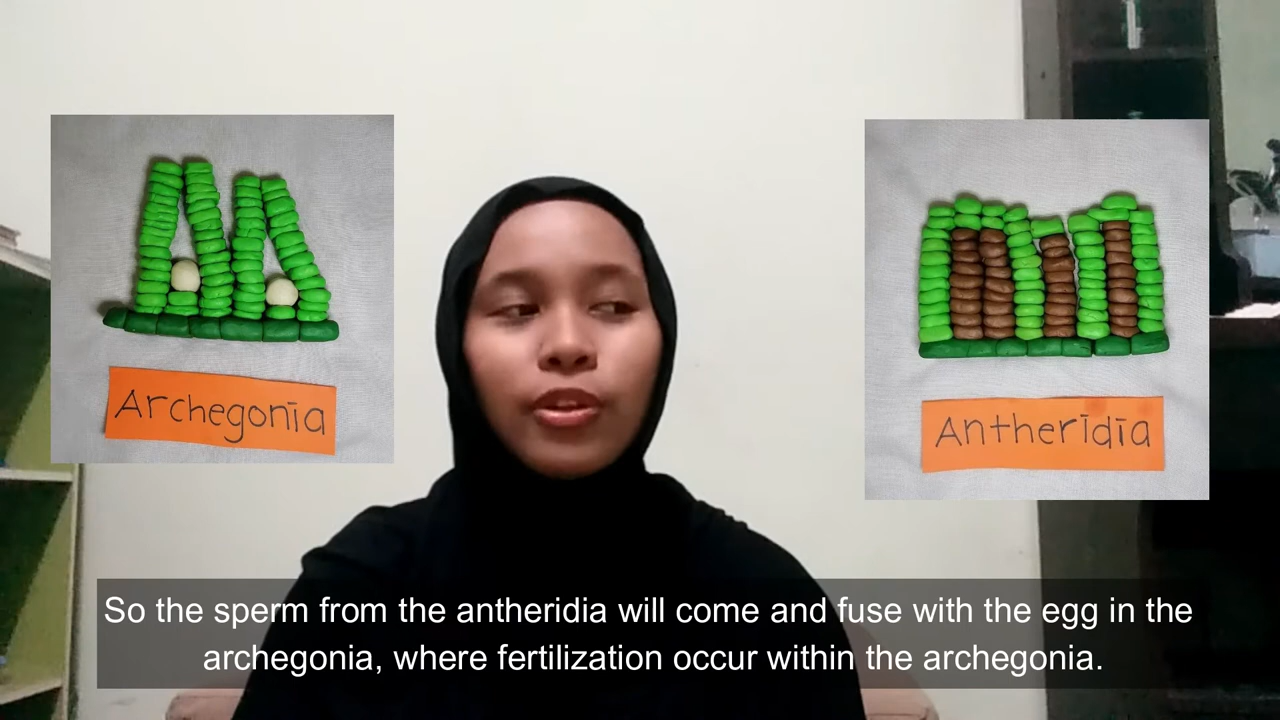 Archegonia
Antheridia
So the sperm from the antheridia will come and fuse with the egg in the
archegonia, where fertilization occur within the archegonia.